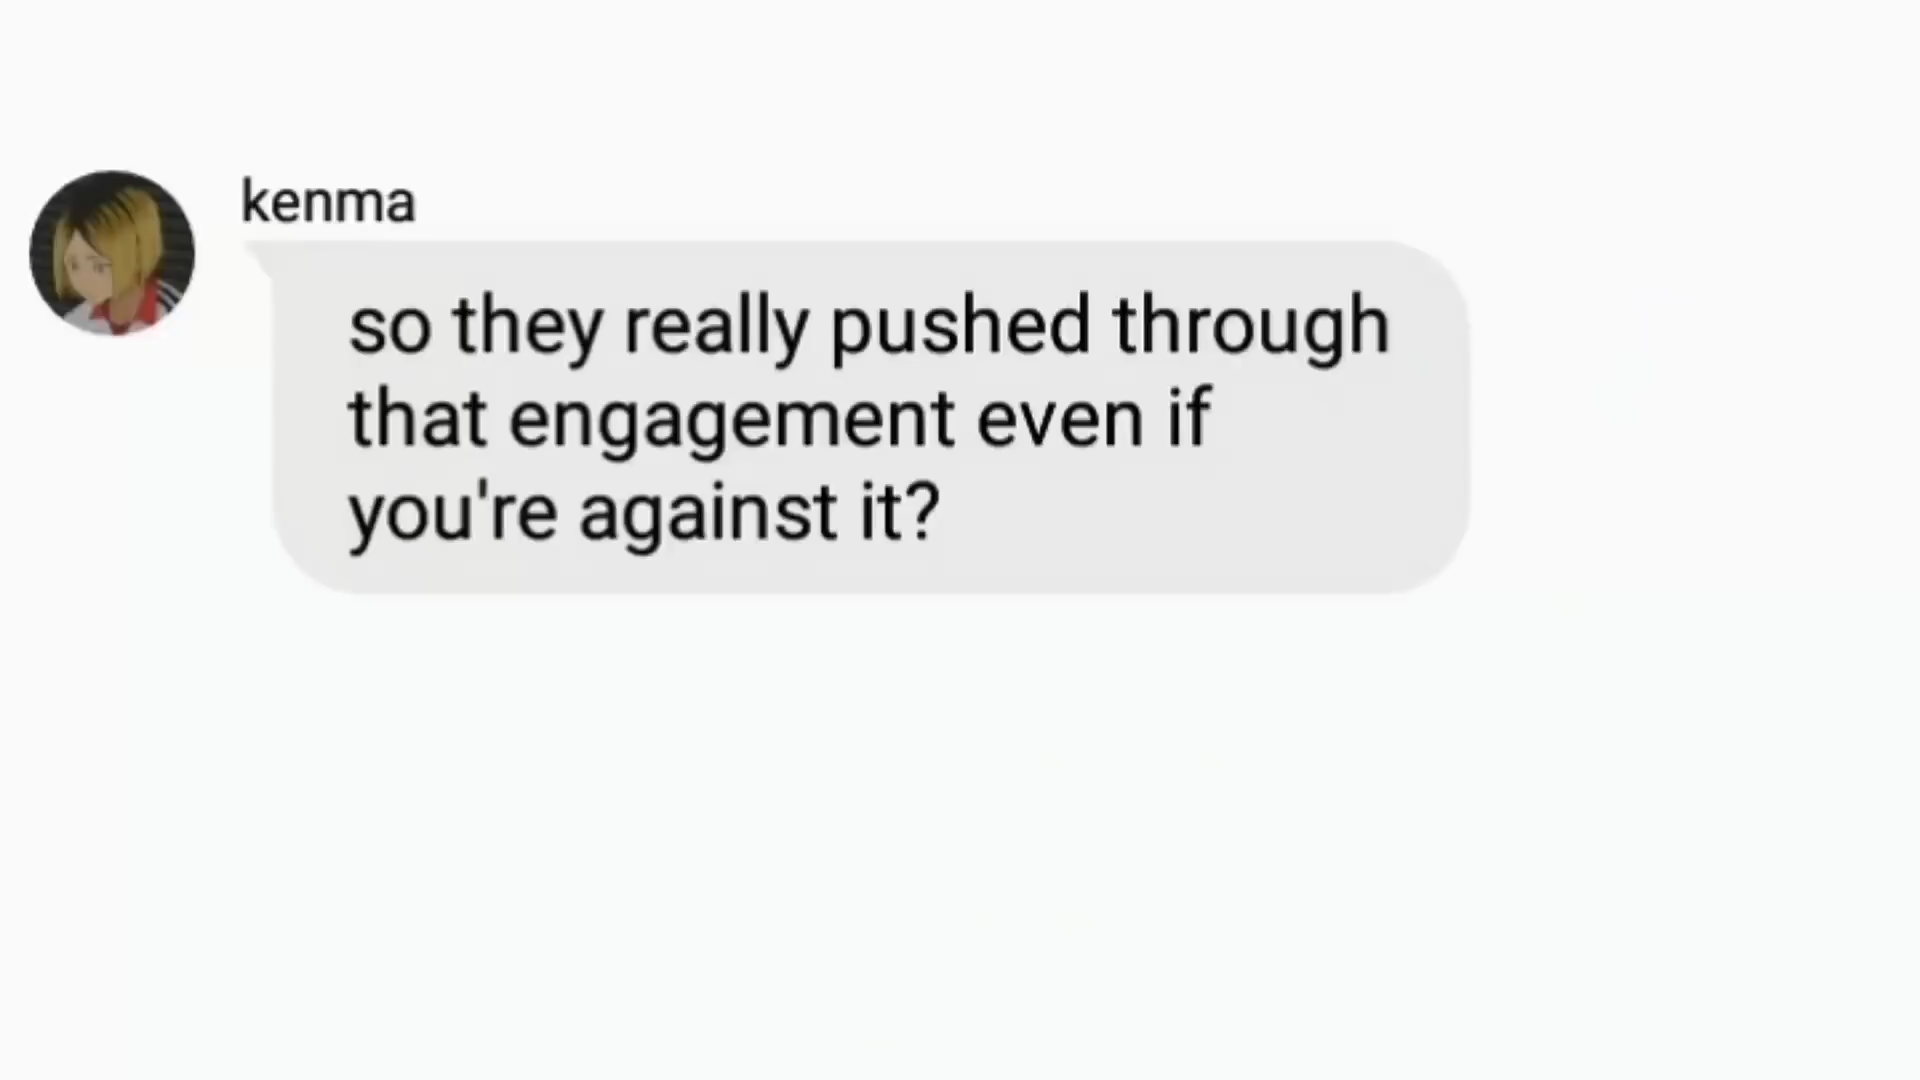 kenma
so they really pushed through
that engagement even if
you're against it?